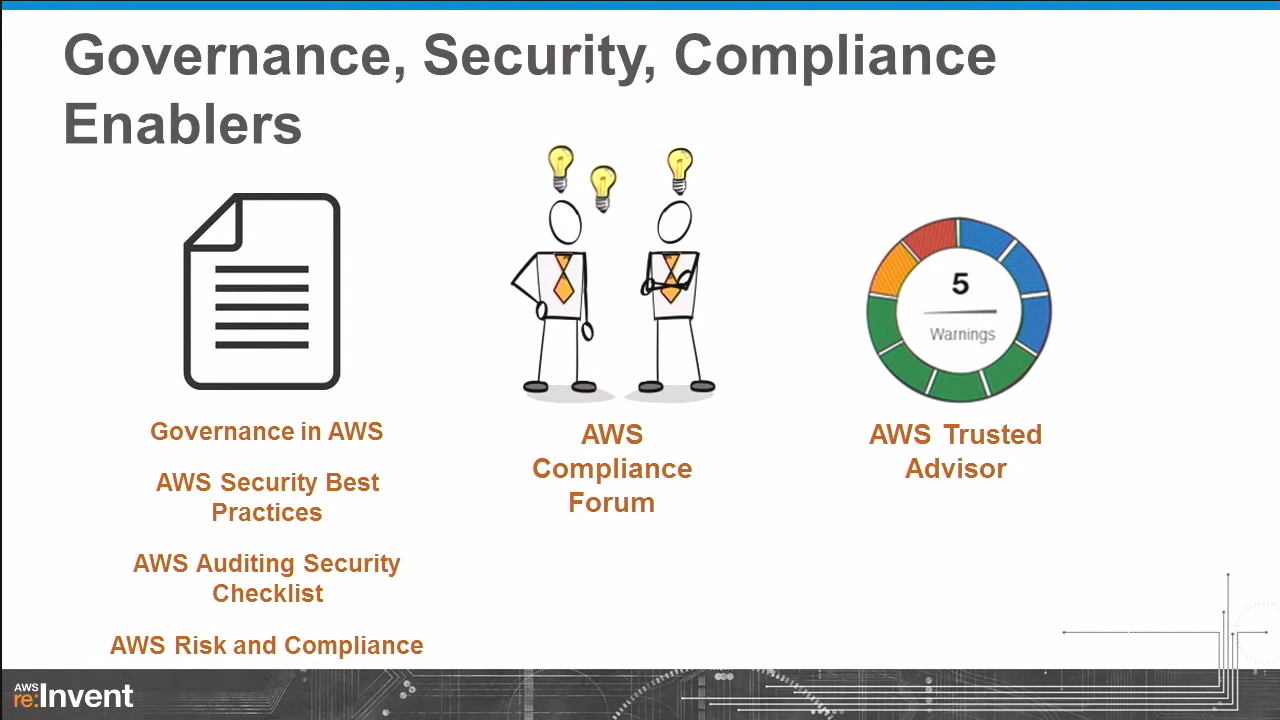 Governance, Security, Compliance
Enablers
Governance in AWS
AWS Security Best
Practices
AWS Auditing Security
Checklist
AWS Risk and Compliance
AWS
Compliance
Forum
5
Warnings
AWS Trusted
Advisor
AWS
re:Invent